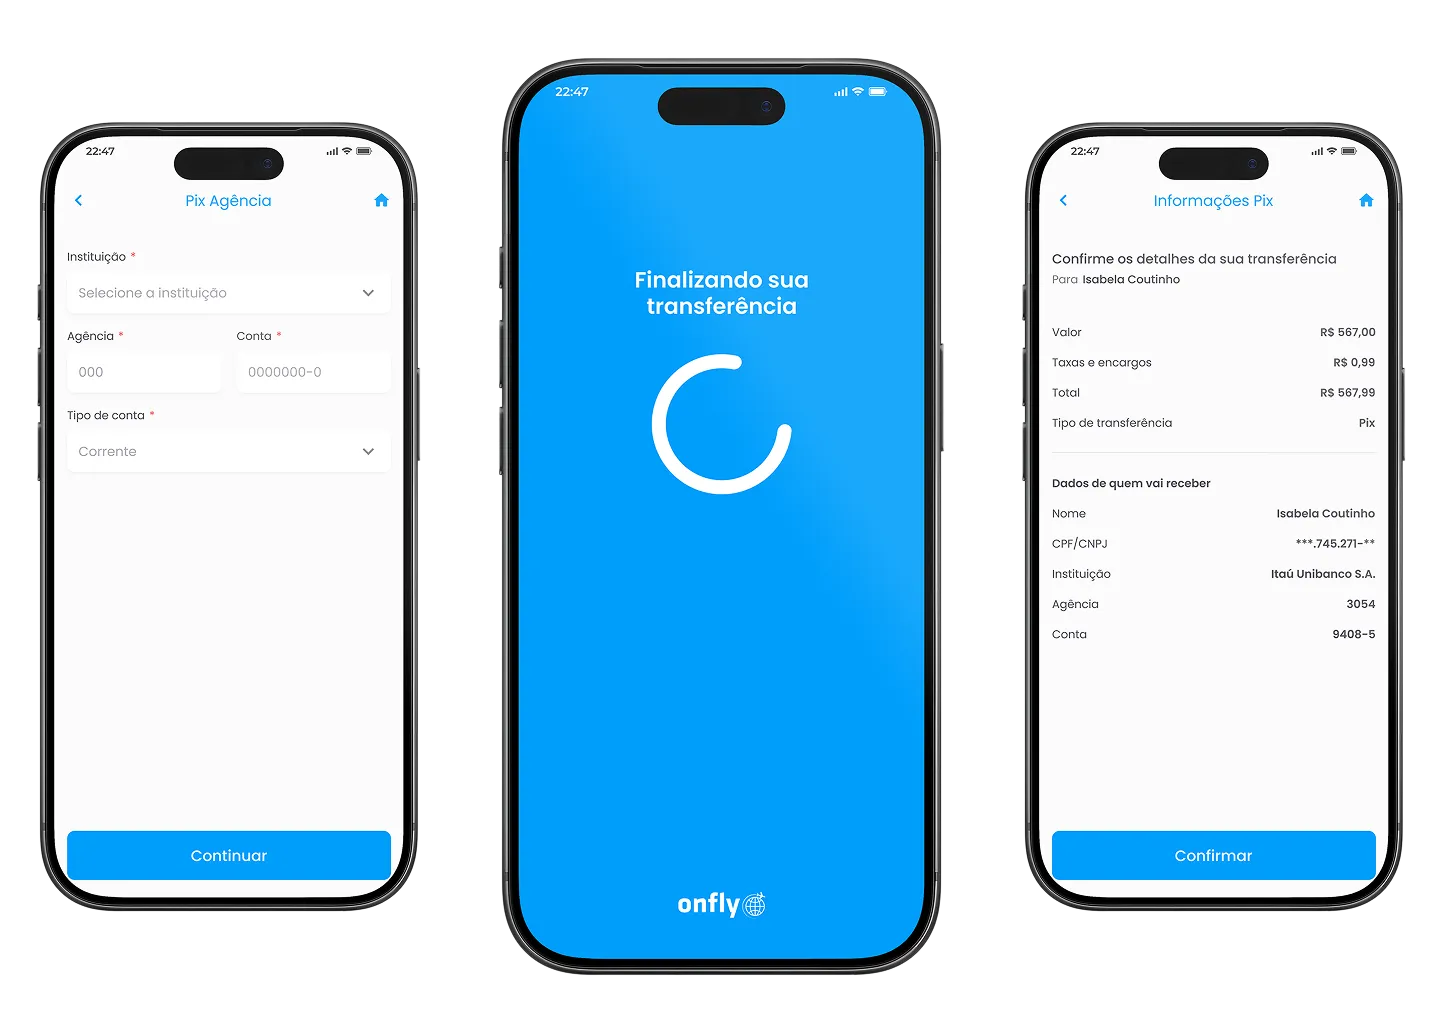 22:47
Pix Agência
Instituição *
Selecione a instituição
Agência * Conta *
000 0000000-0
Tipo de conta *
Corrente
Continuar
22:47
Finalizando sua
transferência
onfly
22:47
Informações Pix
Confirme os detalhes da sua transferência
Para Isabela Coutinho
Valor R$ 567,00
Taxas e encargos R$ 0,99
Total R$ 567,99
Tipo de transferência Pix
Dados de quem vai receber
Nome Isabela Coutinho
CPF/CNPJ ***.745.271-**
Instituição Itaú Unibanco S.A.
Agência 3054
Conta 9408-5
Confirmar